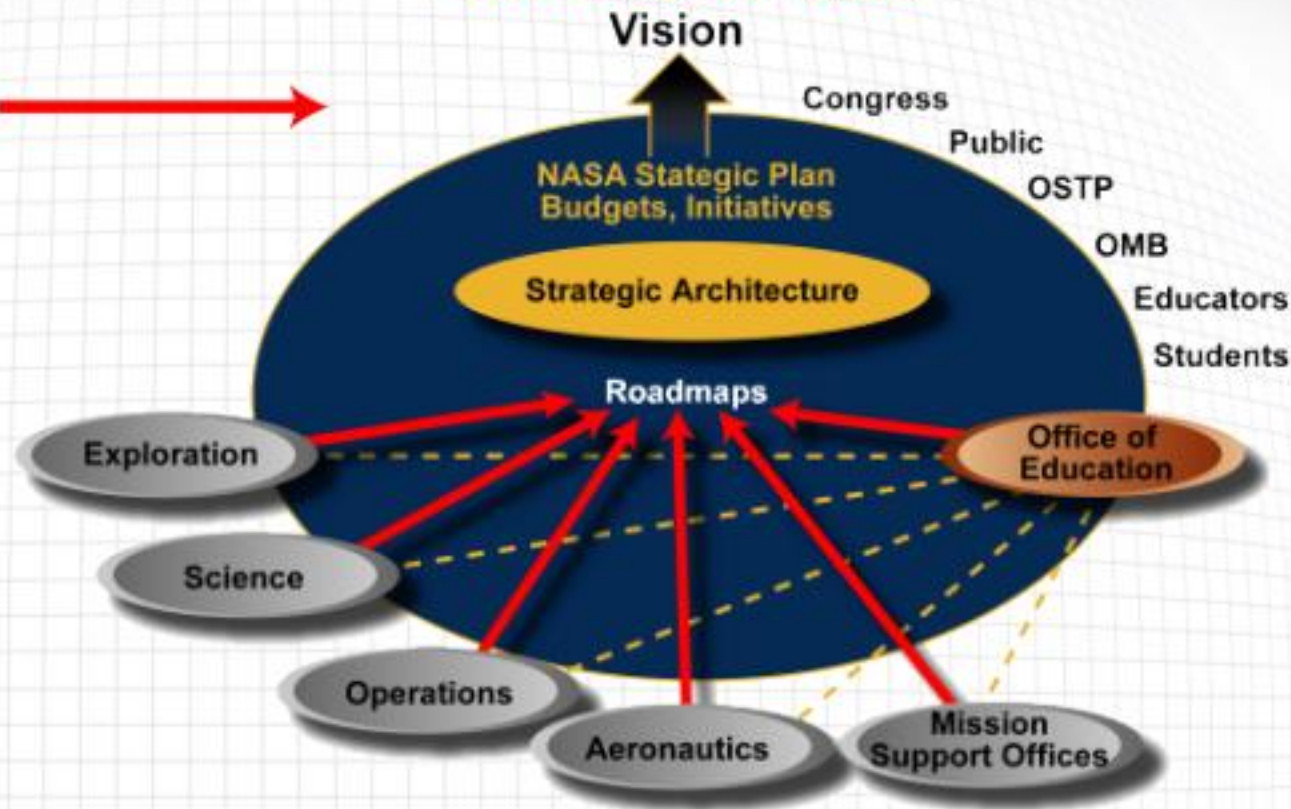 Vision
Congress
Public
OSTP
OMB
Educators
Students
NASA Stategic Plan
Budgets, Initiatives
Strategic Architecture
Roadmaps
Exploration
Office of
Education
Science
Operations
Aeronautics
Mission
Support Offices